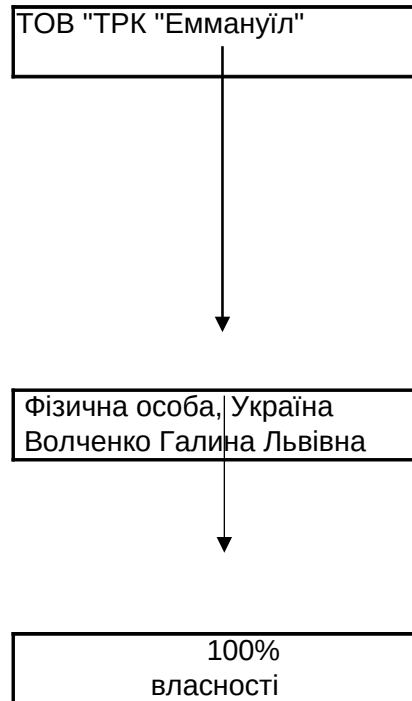 ТОВ "ТРК "Еммануїл"
Фізична особа, Україна
Волченко Галина Львівна
100%
власності